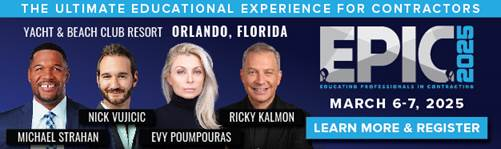 THE ULTIMATE EDUCATIONAL EXPERIENCE FOR CONTRACTORS
YACHT & BEACH CLUB RESORT ORLANDO, FLORIDA
EPIC 2025
EDUCATING PROFESSIONALS IN CONTRACTING
NICK VUJICIC
RICKY KALMON
MICHAEL STRAHAN
EVY POUMPOURAS
MARCH 6-7, 2025
LEARN MORE & REGISTER